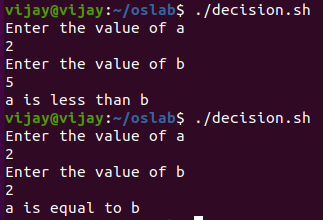 vijay@vijay:~/oslab$ ./decision.sh
Enter the value of a
2
Enter the value of b
5
a is less than b
vijay@vijay:~/oslab$ ./decision.sh
Enter the value of a
2
Enter the value of b
2
a is equal to b